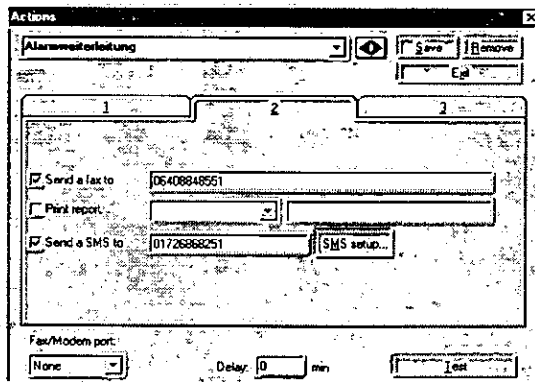 Actions
Alarmweiterleitung
Save Remove
Exit
1 2 3
Send a fax to 06408848551
Print report
Send a SMS to 01726868251 SMS setup...
Fax/Modem port:
None Delay: 0 min Test